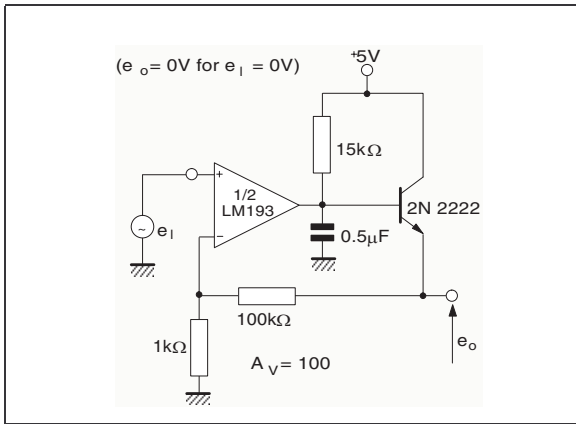 +5V
(e o = 0V for e I = 0V)
15kΩ
+
1/2
LM193
2N 2222
~
e I
0.5μF
−
100kΩ
1kΩ
e o
A V = 100